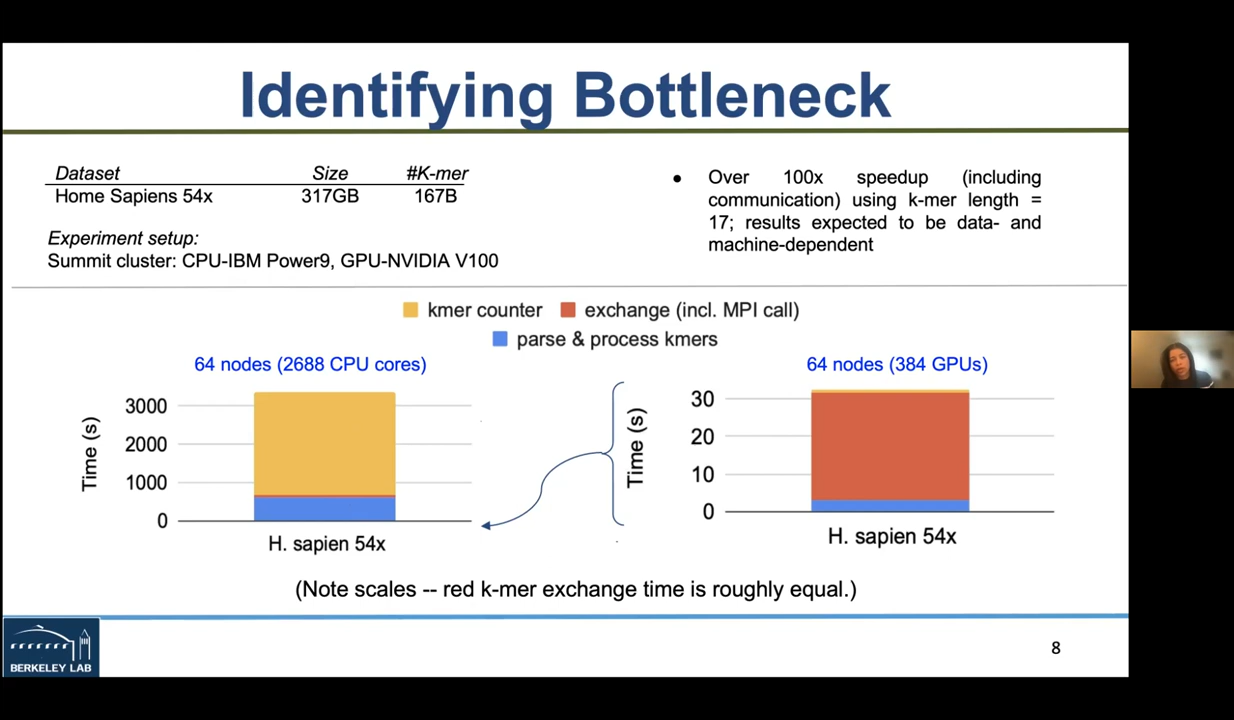 Identifying Bottleneck
Dataset Size #K-mer
Home Sapiens 54x 317GB 167B
Experiment setup:
Summit cluster: CPU-IBM Power9, GPU-NVIDIA V100
● Over 100x speedup (including
communication) using k-mer length =
17; results expected to be data- and
machine-dependent
kmer counter exchange (incl. MPI call)
parse & process kmers
64 nodes (2688 CPU cores)
Time (s)
3000
2000
1000
0
H. sapien 54x
64 nodes (384 GPUs)
Time (s)
30
20
10
0
H. sapien 54x
(Note scales -- red k-mer exchange time is roughly equal.)
BERKELEY LAB
8